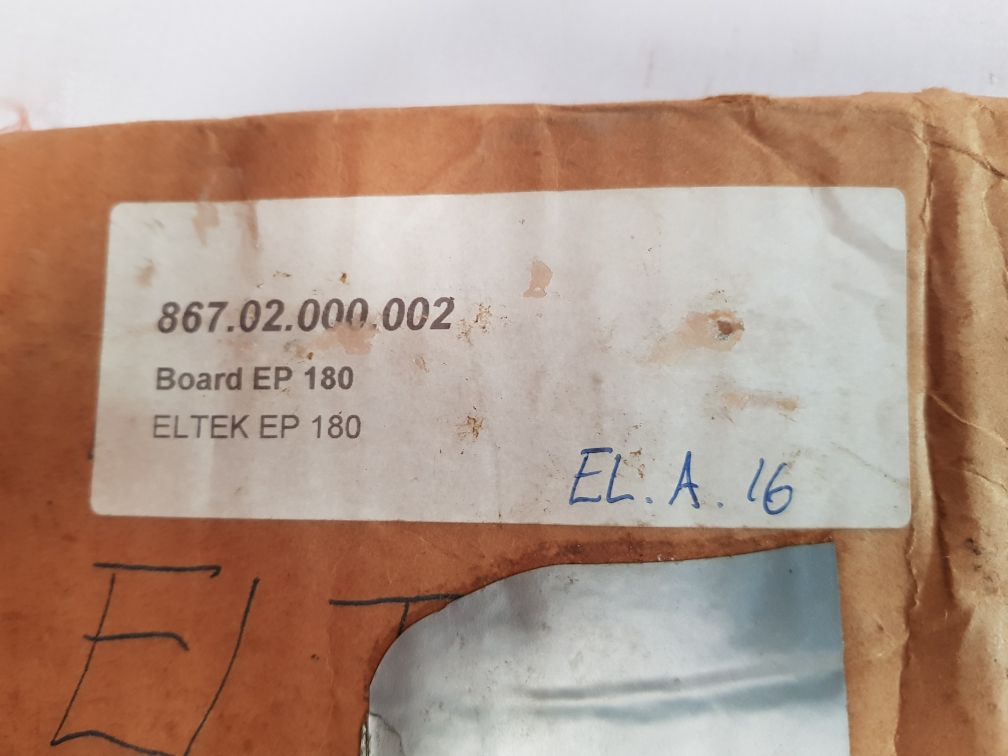 867.02.000.002
Board EP 180
ELTEK EP 180
EL. A. 16